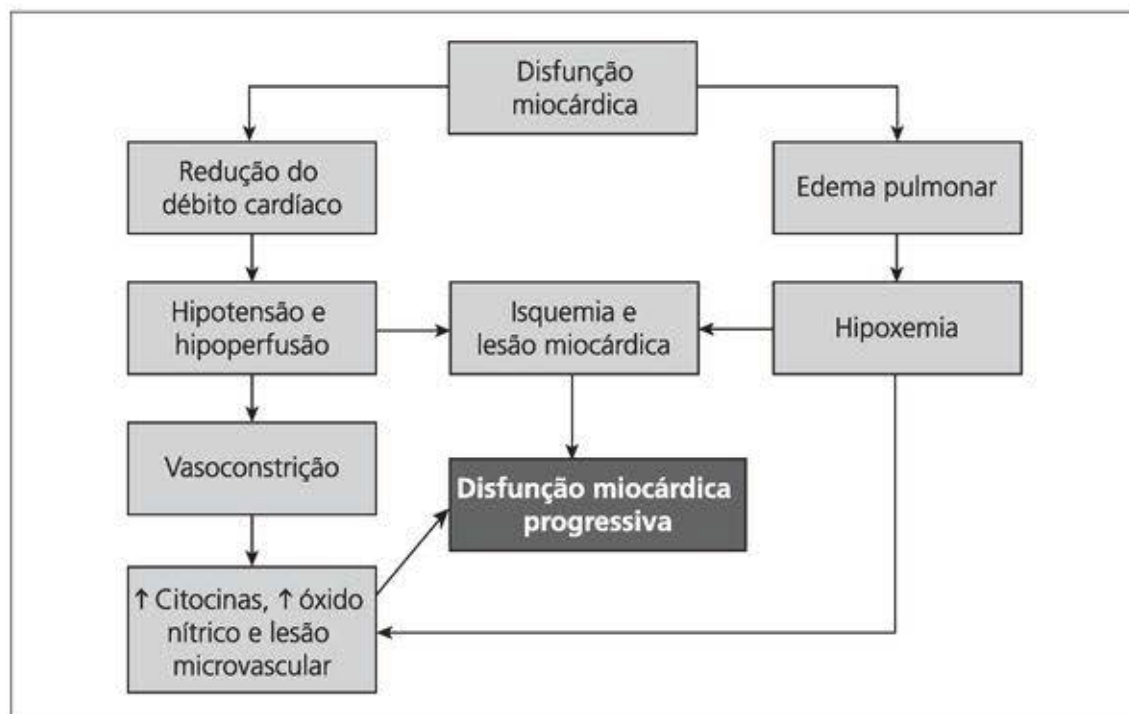 Disfunção
miocárdica
Redução do
débito cardíaco
Edema pulmonar
Hipotensão e
hipoperfusão
Isquemia e
lesão miocárdica
Hipoxemia
Vasoconstrição
Disfunção miocárdica
progressiva
↑ Citocinas, ↑ óxido
nítrico e lesão
microvascular